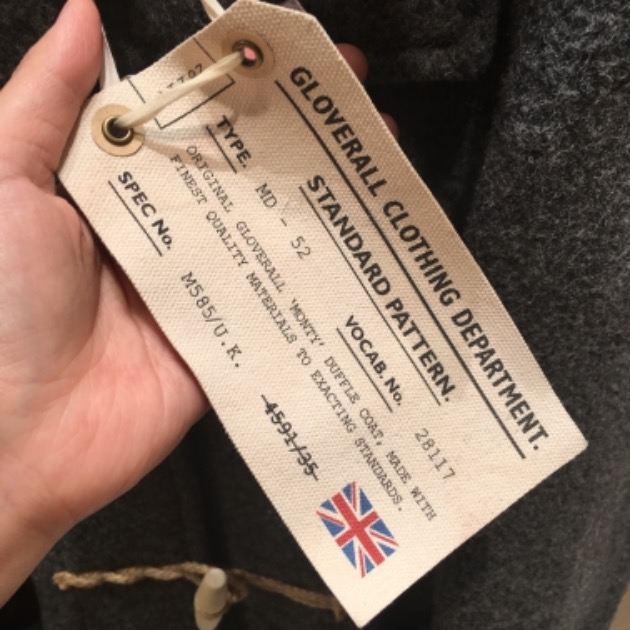 GLOVERALL CLOTHING DEPARTMENT.
STANDARD PATTERN.
VOCAB. No. 28117
TYPE. MD - 52
ORIGINAL GLOVERALL 'MONTY' DUFFLE COAT, MADE WITH
FINEST QUALITY MATERIALS TO EXACTING STANDARDS.
SPEC No. M585/U.K. 4591/35